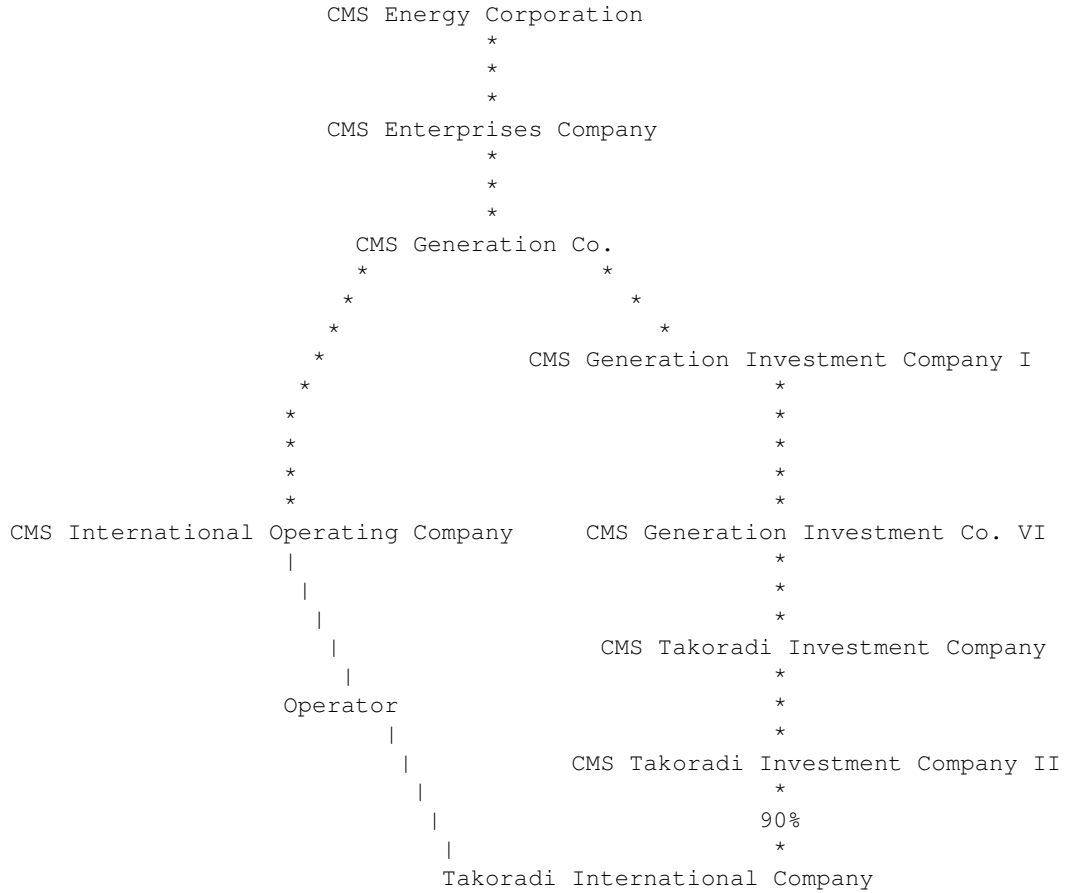 CMS Energy Corporation
*
*
*
CMS Enterprises Company
*
*
*
CMS Generation Co.
* *
* *
* *
* CMS Generation Investment Company I
* *
* *
* *
* *
* *
CMS International Operating Company CMS Generation Investment Co. VI
| *
| *
| *
| CMS Takoradi Investment Company
| *
Operator *
| *
| CMS Takoradi Investment Company II
| *
| 90%
| *
Takoradi International Company